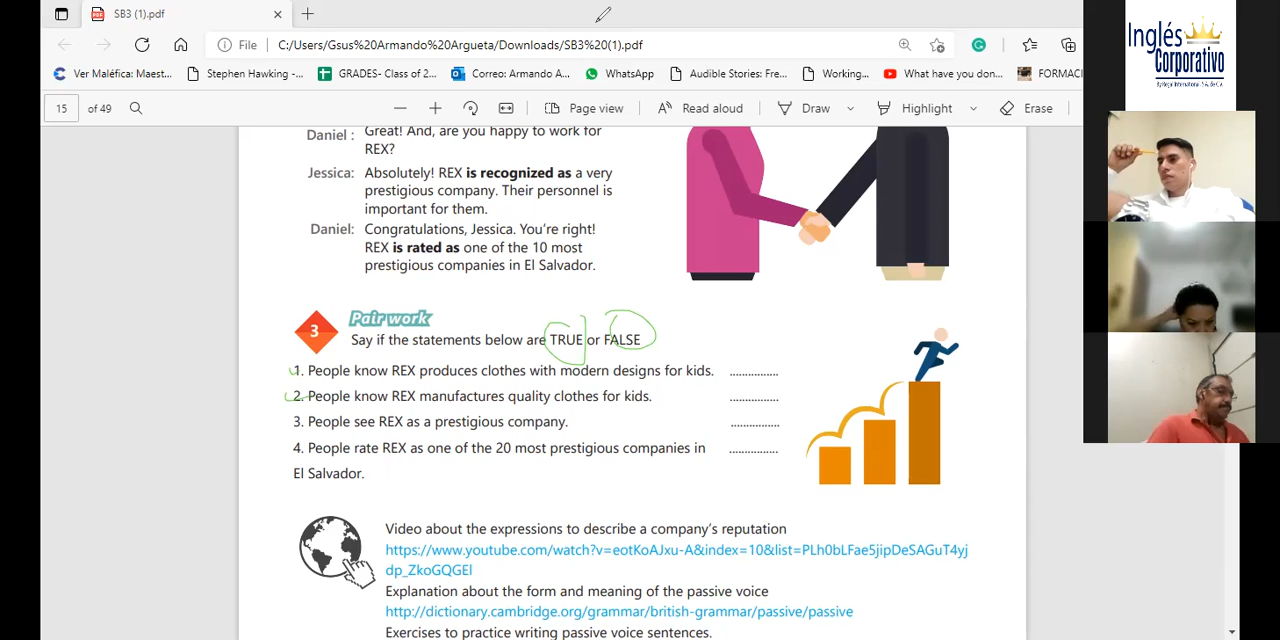 SB3 (1).pdf
File
C:/Users/Gsus%20Armando%20Argueta/Downloads/SB3%20(1).pdf
Ver Maléfica: Maest...
Stephen Hawking -...
GRADES- Class of 2...
Correo: Armando A...
WhatsApp
Audible Stories: Fre...
Working...
What have you don...
FORMACI
15 of 49
Page view
Read aloud
Draw
Highlight
Erase
Inglés
Corporativo
Daniel : Great! And, are you happy to work for
REX?
Jessica: Absolutely! REX is recognized as a very
prestigious company. Their personnel is
important for them.
Daniel: Congratulations, Jessica. You're right!
REX is rated as one of the 10 most
prestigious companies in El Salvador.
3 Pair work
Say if the statements below are TRUE or FALSE
1. People know REX produces clothes with modern designs for kids. ................
2. People know REX manufactures quality clothes for kids. ................
3. People see REX as a prestigious company. ................
4. People rate REX as one of the 20 most prestigious companies in ................
El Salvador.
Video about the expressions to describe a company's reputation
https://www.youtube.com/watch?v=eotKoAJxu-A&index=10&list=PLh0bLFae5jipDeSAGuT4yj
dp_ZkoGQGEl
Explanation about the form and meaning of the passive voice
http://dictionary.cambridge.org/grammar/british-grammar/passive/passive
Exercises to practice writing passive voice sentences.